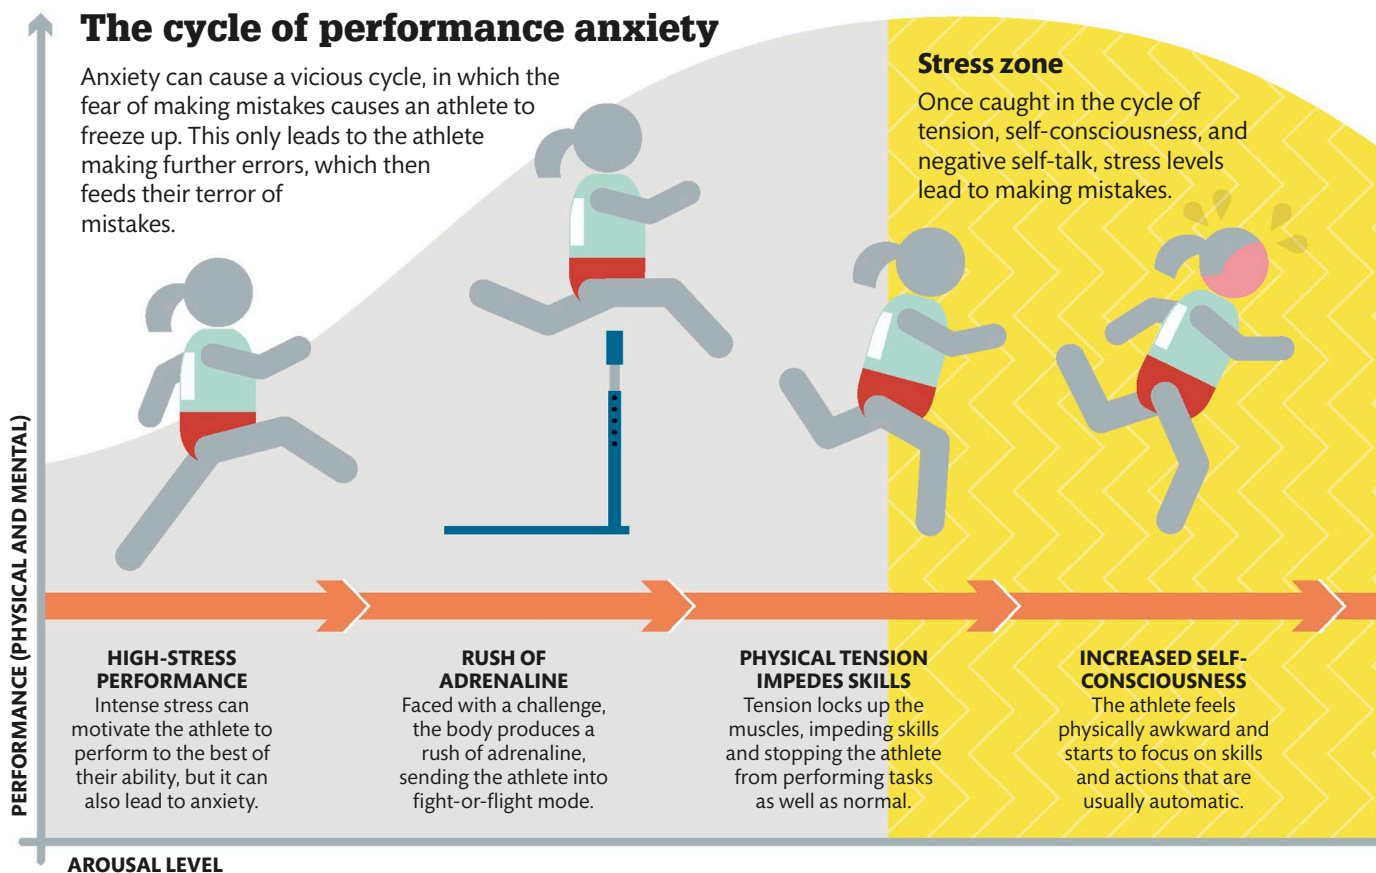 The cycle of performance anxiety
Anxiety can cause a vicious cycle, in which the
fear of making mistakes causes an athlete to
freeze up. This only leads to the athlete
making further errors, which then
feeds their terror of
mistakes.
Stress zone
Once caught in the cycle of
tension, self-consciousness, and
negative self-talk, stress levels
lead to making mistakes.
PERFORMANCE (PHYSICAL AND MENTAL)
HIGH-STRESS
PERFORMANCE
Intense stress can
motivate the athlete to
perform to the best of
their ability, but it can
also lead to anxiety.
RUSH OF
ADRENALINE
Faced with a challenge,
the body produces a
rush of adrenaline,
sending the athlete into
fight-or-flight mode.
PHYSICAL TENSION
IMPEDES SKILLS
Tension locks up the
muscles, impeding skills
and stopping the athlete
from performing tasks
as well as normal.
INCREASED SELF-
CONSCIOUSNESS
The athlete feels
physically awkward and
starts to focus on skills
and actions that are
usually automatic.
AROUSAL LEVEL